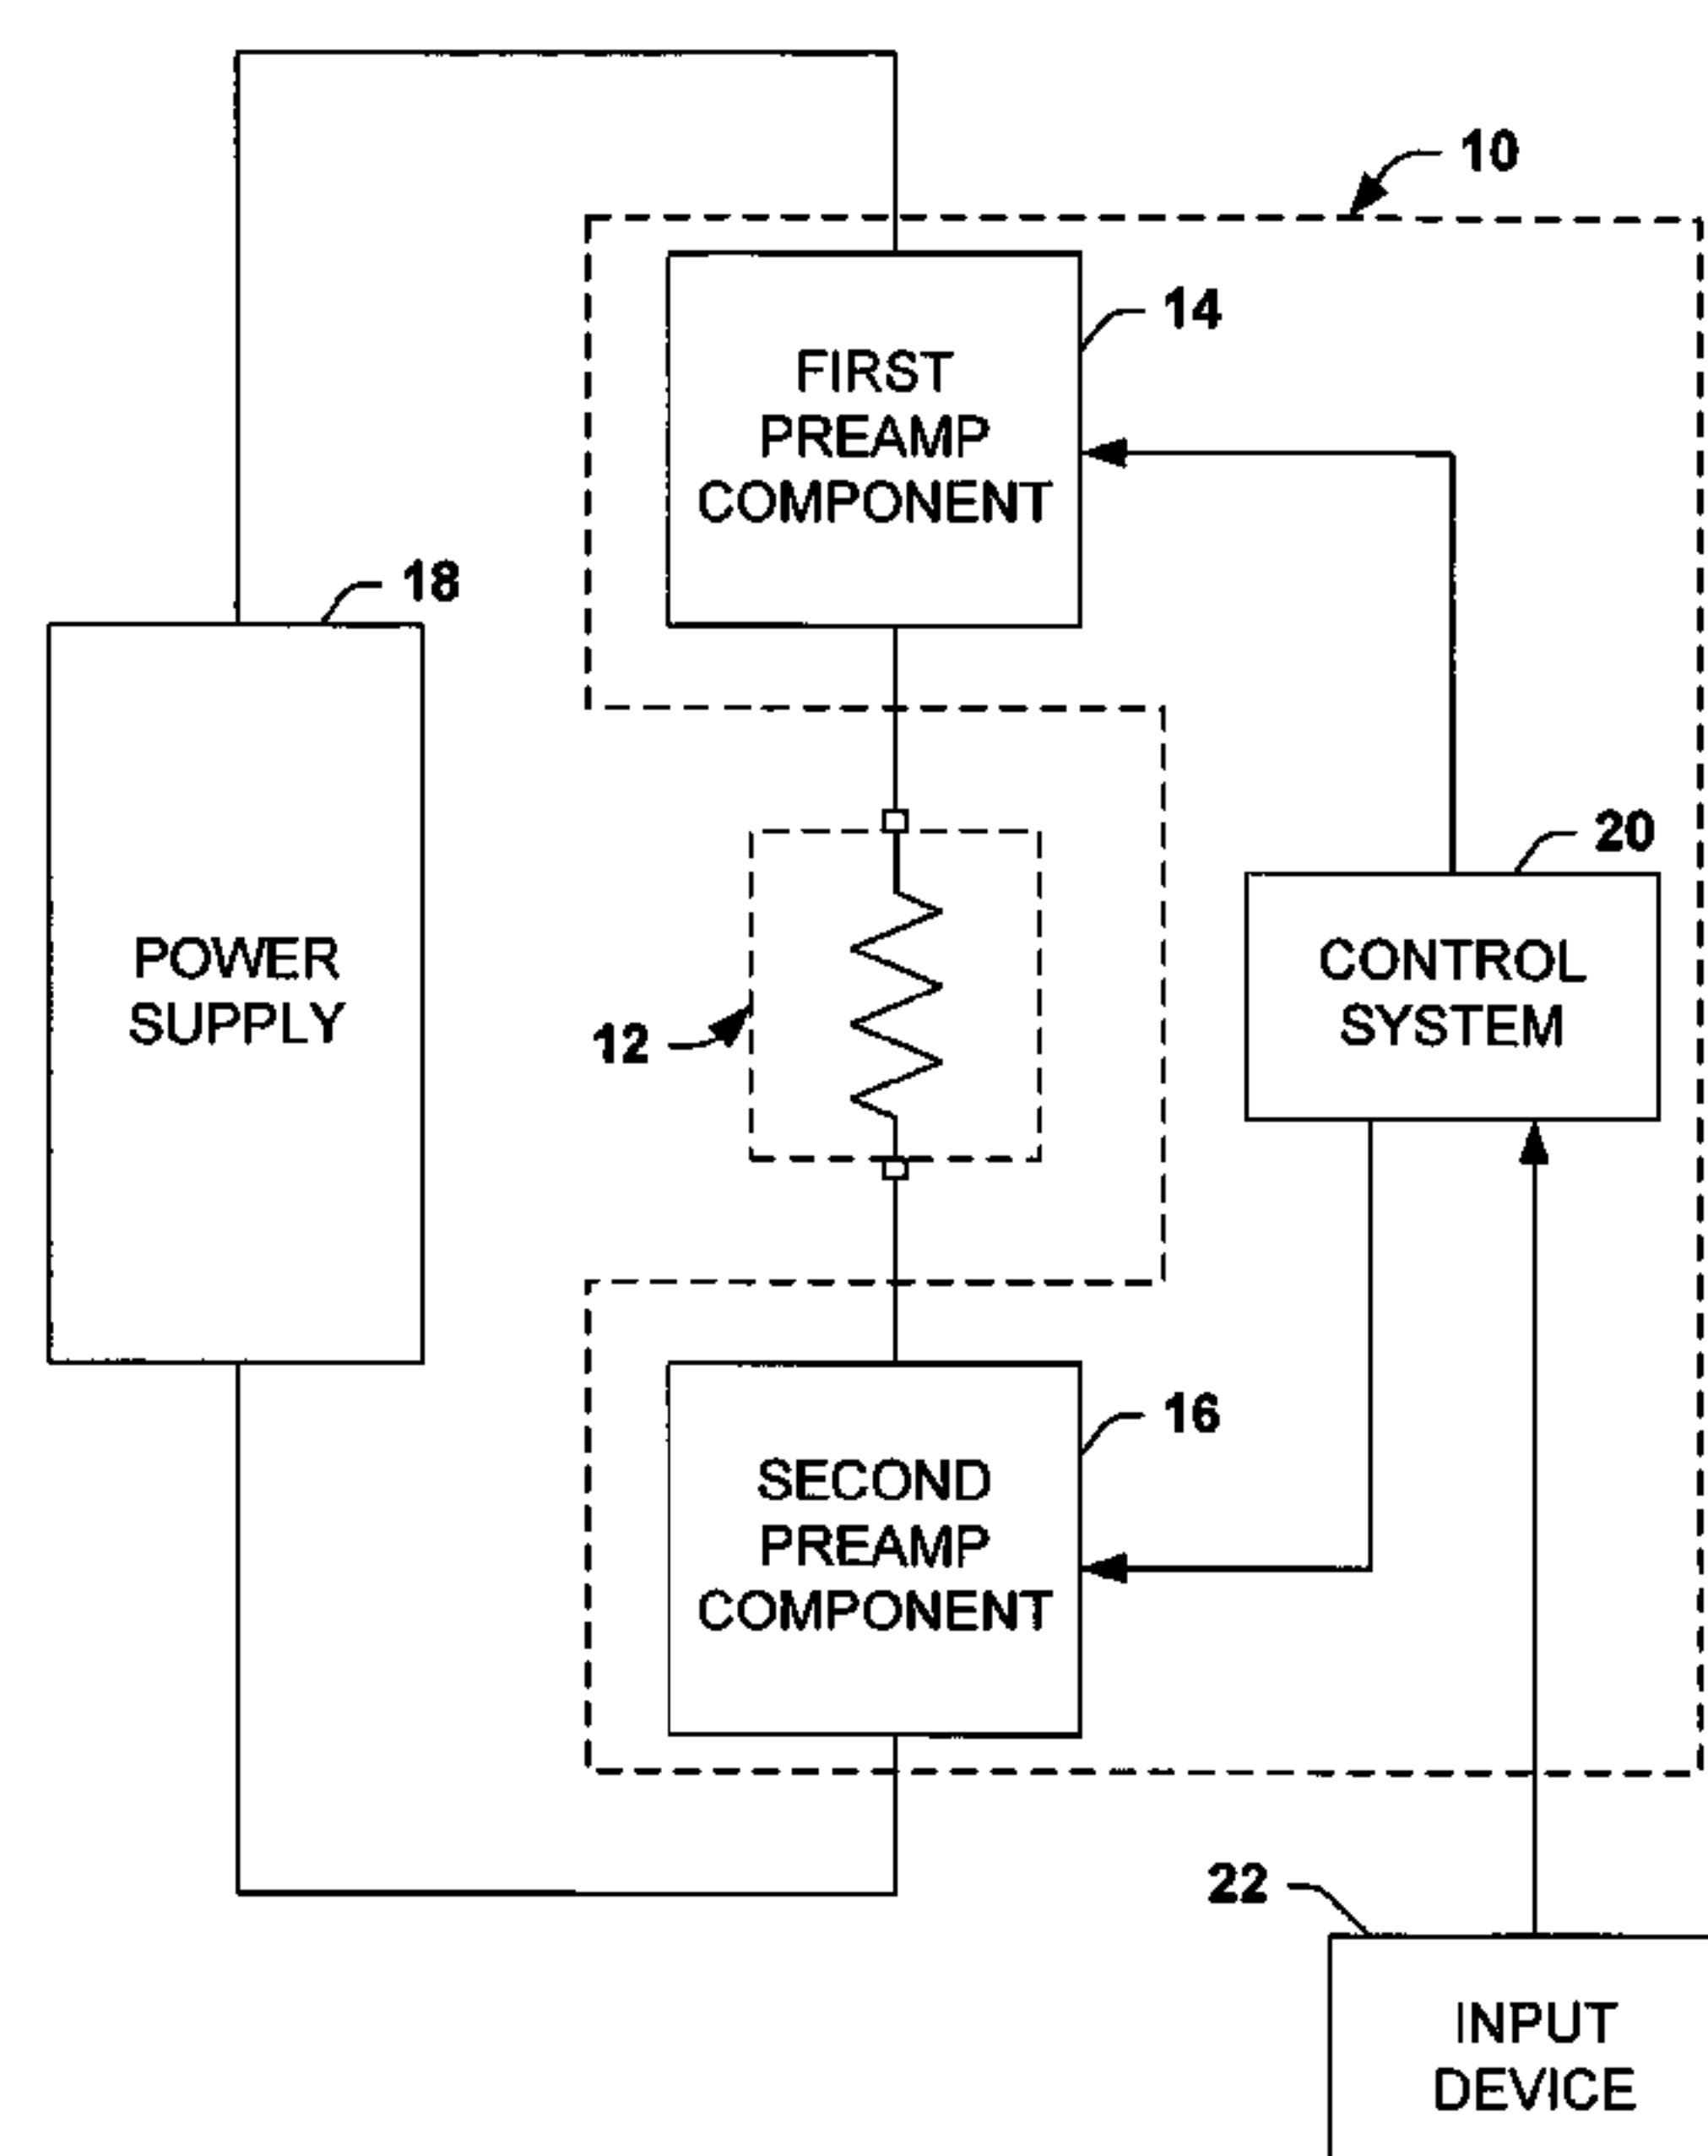 10
14
FIRST
PREAMP
COMPONENT
18
20
POWER
SUPPLY
CONTROL
SYSTEM
12
16
SECOND
PREAMP
COMPONENT
22
INPUT
DEVICE